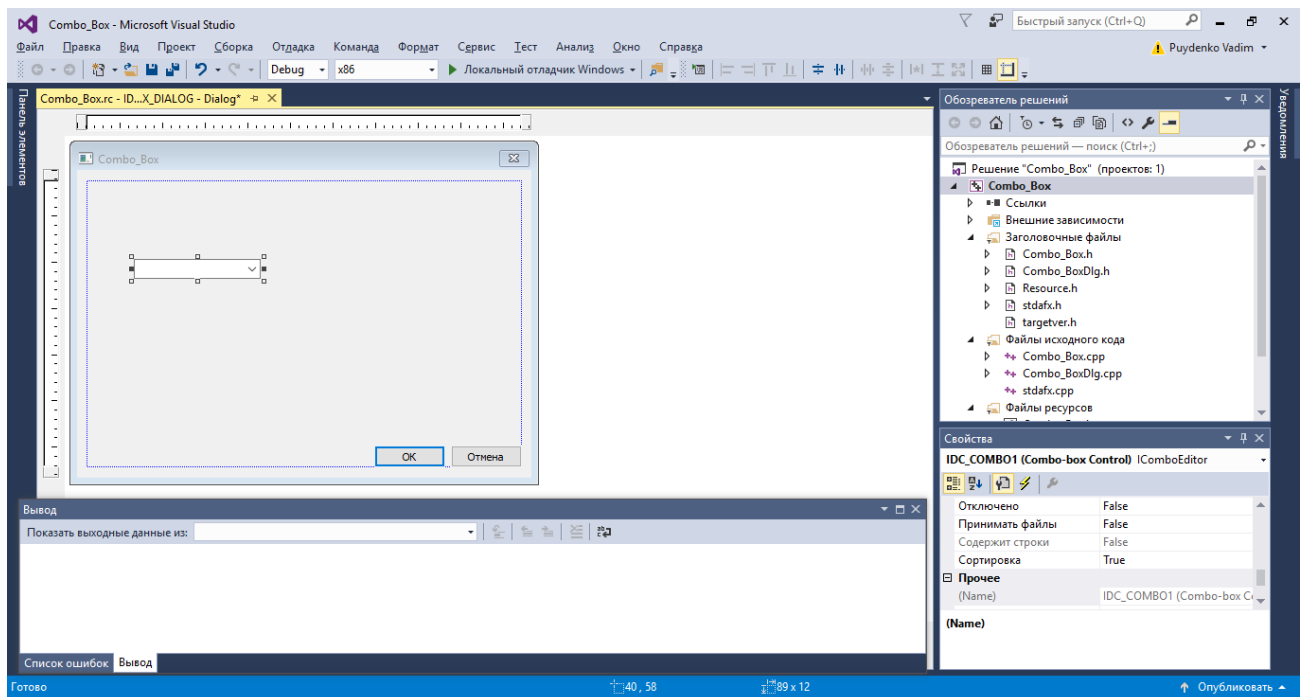 Combo_Box - Microsoft Visual Studio
Быстрый запуск (Ctrl+Q)
Файл Правка Вид Проект Сборка Отладка Команда Формат Сервис Тест Анализ Окно Справка
Puydenko Vadim
Debug x86 Локальный отладчик Windows
Панель элементов
Combo_Box.rc - ID...X_DIALOG - Dialog*
Combo_Box
ОК Отмена
Обозреватель решений
Обозреватель решений — поиск (Ctrl+;)
Решение "Combo_Box" (проектов: 1)
Combo_Box
Ссылки
Внешние зависимости
Заголовочные файлы
Combo_Box.h
Combo_BoxDlg.h
Resource.h
stdafx.h
targetver.h
Файлы исходного кода
Combo_Box.cpp
Combo_BoxDlg.cpp
stdafx.cpp
Файлы ресурсов
Уведомления
Свойства
IDC_COMBO1 (Combo-box Control) IComboEditor
Отключено False
Принимать файлы False
Содержит строки False
Сортировка True
Прочее
(Name) IDC_COMBO1 (Combo-box
(Name)
Вывод
Показать выходные данные из:
Список ошибок Вывод
Готово 40 , 58 89 x 12 Опубликовать